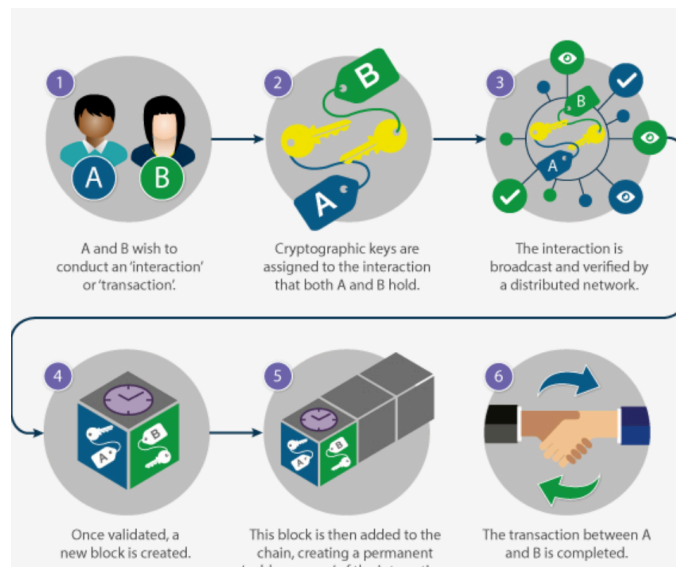 1
A
B
A and B wish to
conduct an 'interaction'
or 'transaction'.
2
B
A
Cryptographic keys are
assigned to the interaction
that both A and B hold.
3
B
A
The interaction is
broadcast and verified by
a distributed network.
4
A
B
Once validated, a
new block is created.
5
A
B
This block is then added to the
chain, creating a permanent
6
The transaction between A
and B is completed.